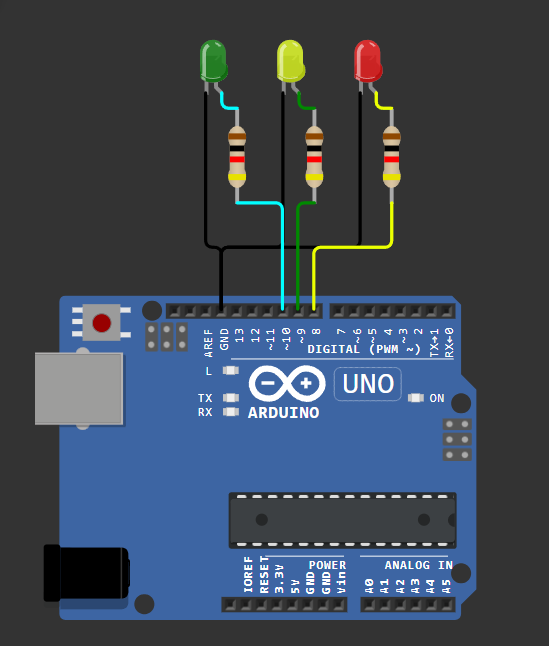 AREF
GND
13
12
~11
~10
~9
8
7
~6
~5
4
~3
2
TX→1
RX←0
DIGITAL (PWM ~)
L
UNO
TX
ON
RX
ARDUINO
POWER
ANALOG IN
IOREF
RESET
3.3V
5V
GND
GND
Vin
A0
A1
A2
A3
A4
A5